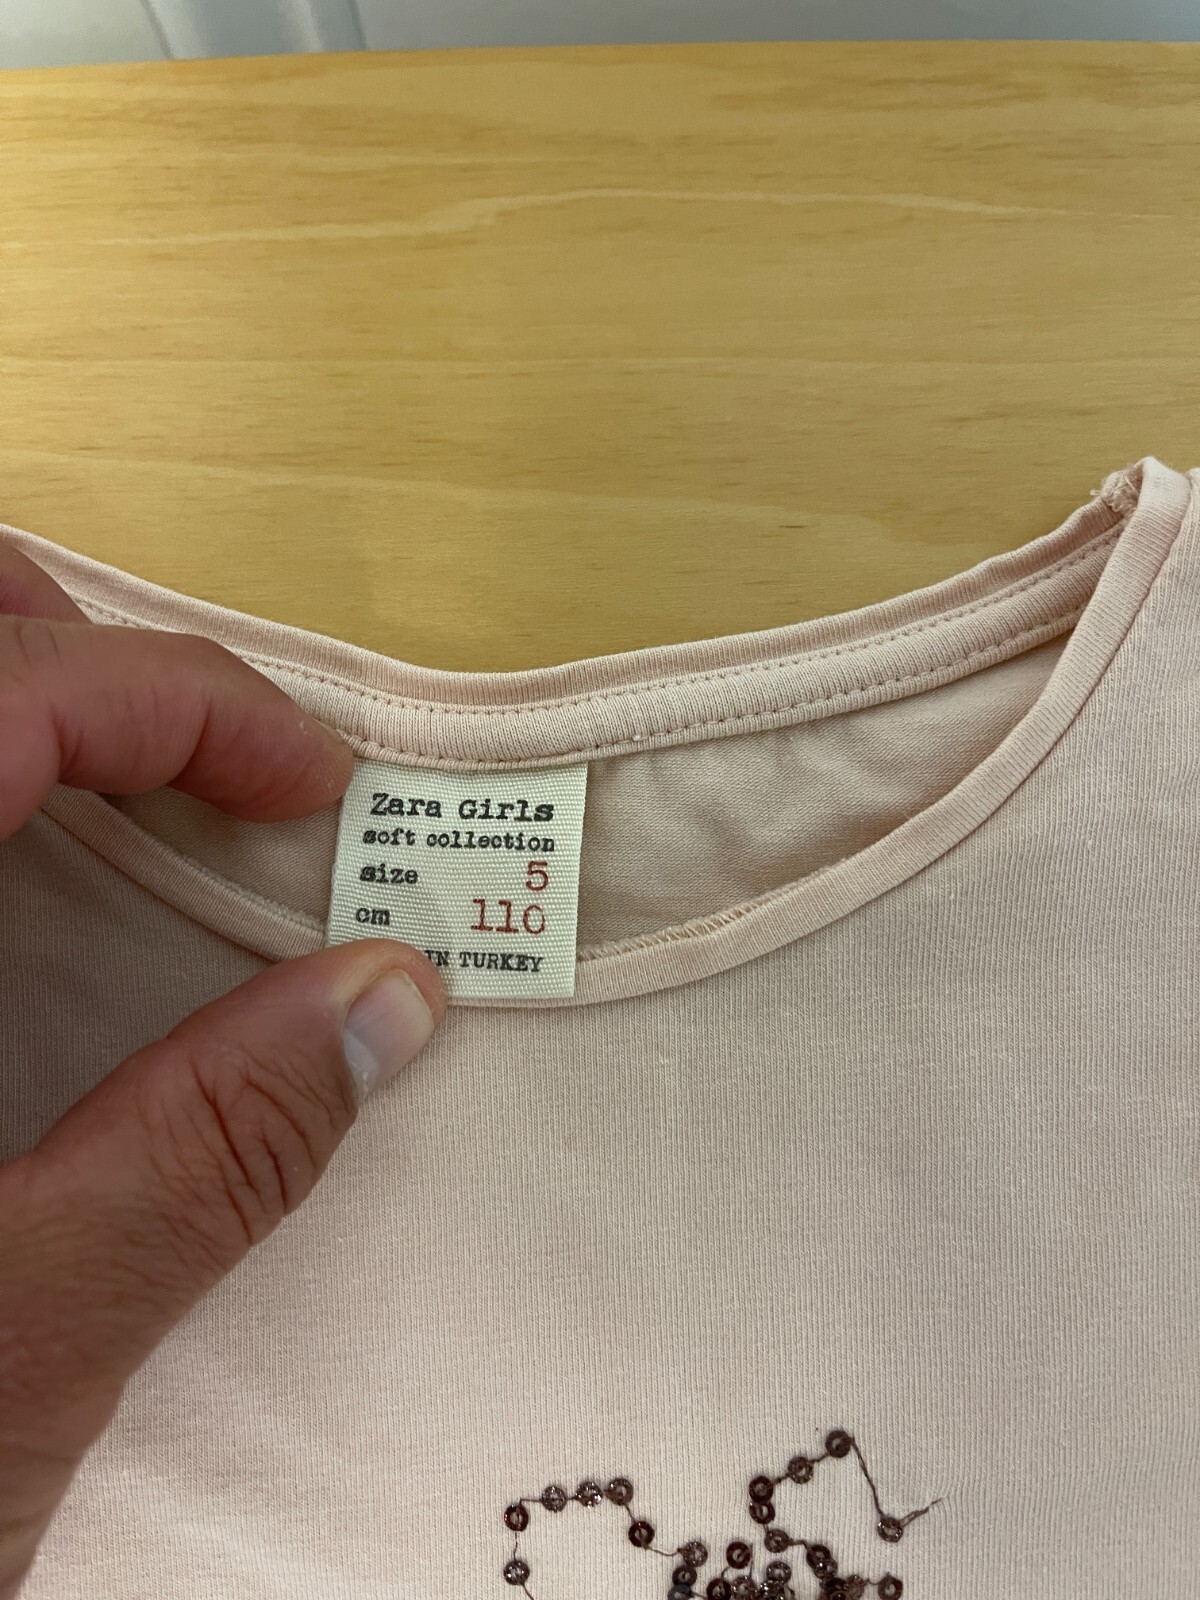 Zara Girls
soft collection
size 5
cm 110
IN TURKEY